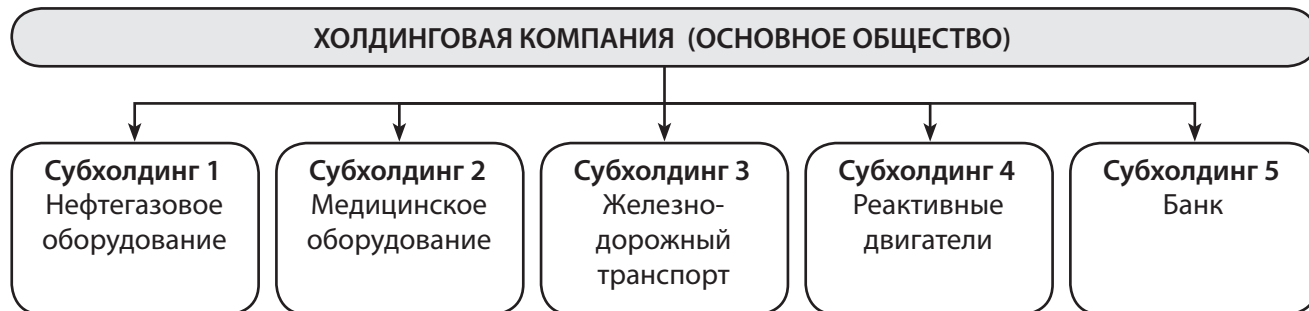 ХОЛДИНГОВАЯ КОМПАНИЯ (ОСНОВНОЕ ОБЩЕСТВО)
Субхолдинг 1
Нефтегазовое
оборудование
Субхолдинг 2
Медицинское
оборудование
Субхолдинг 3
Железно-
дорожный
транспорт
Субхолдинг 4
Реактивные
двигатели
Субхолдинг 5
Банк